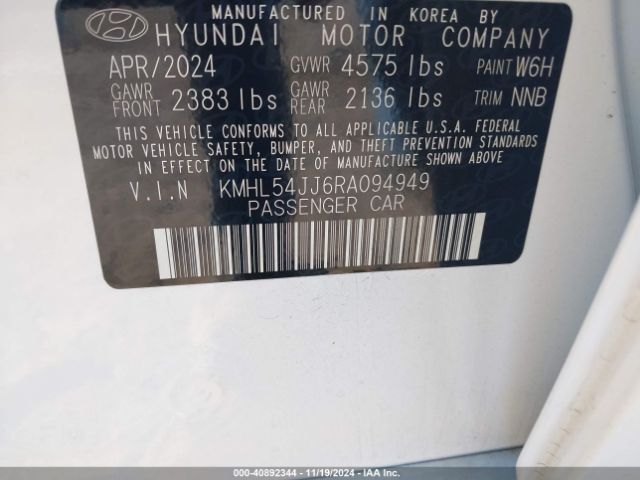 MANUFACTURED IN KOREA BY
HYUNDAI MOTOR COMPANY
APR/2024 GVWR 4575 lbs PAINT W6H
GAWR FRONT 2383 lbs GAWR REAR 2136 lbs TRIM NNB
THIS VEHICLE CONFORMS TO ALL APPLICABLE U.S.A. FEDERAL
MOTOR VEHICLE SAFETY, BUMPER, AND THEFT PREVENTION STANDARDS
IN EFFECT ON THE DATE OF MANUFACTURE SHOWN ABOVE
V.I.N KMHL54JJ6RA094949
PASSENGER CAR
000-40892344 - 11/19/2024 - IAA Inc.